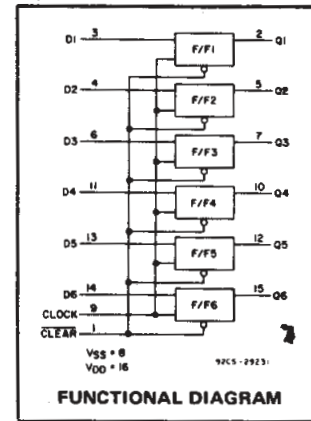 D1 3 F/F1 2 Q1
D2 4 F/F2 5 Q2
D3 6 F/F3 7 Q3
D4 11 F/F4 10 Q4
D5 13 F/F5 12 Q5
D6 14 F/F6 15 Q6
CLOCK 9
CLEAR 1
VSS = 8
VDD = 16
92CS-29231
FUNCTIONAL DIAGRAM